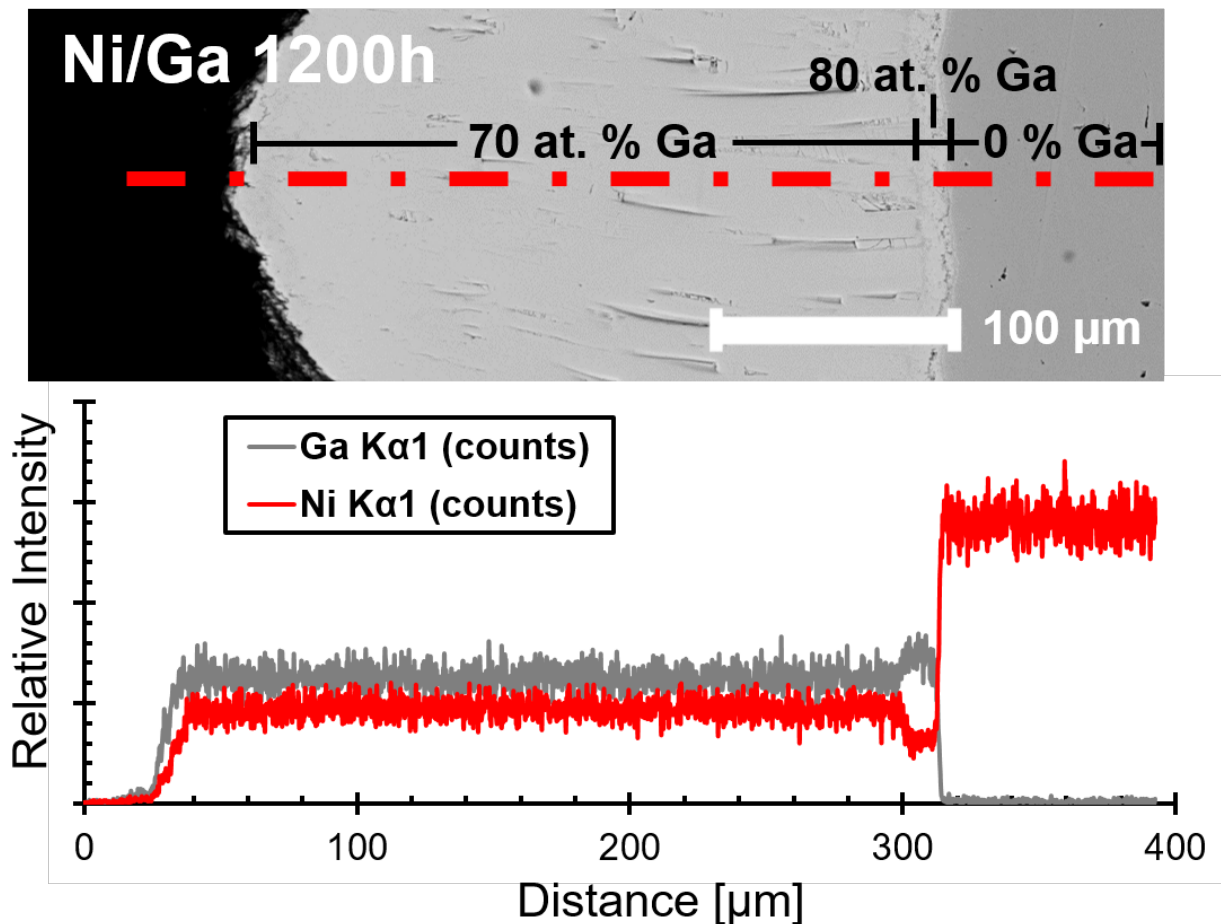 Ni/Ga 1200h
80 at. % Ga
70 at. % Ga
0 % Ga
100 µm
Relative Intensity
Ga Kα1 (counts)
Ni Kα1 (counts)
0
100
200
300
400
Distance [µm]